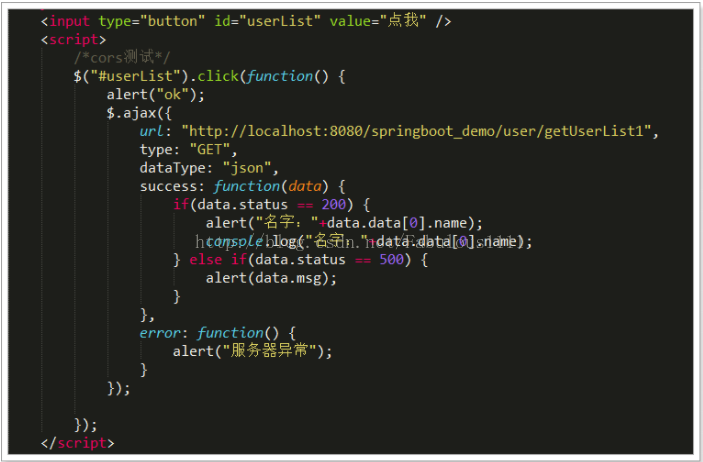 <input type="button" id="userList" value="点我" />
<script>
/*cors测试*/
$("#userList").click(function() {
alert("ok");
$.ajax({
url: "http://localhost:8080/springboot_demo/user/getUserList1",
type: "GET",
dataType: "json",
success: function(data) {
if(data.status == 200) {
alert("名字："+data.data[0].name);
console.log("名字："+data.data[0].name);
} else if(data.status == 500) {
alert(data.msg);
}
},
error: function() {
alert("服务器异常");
}
});
});
</script>